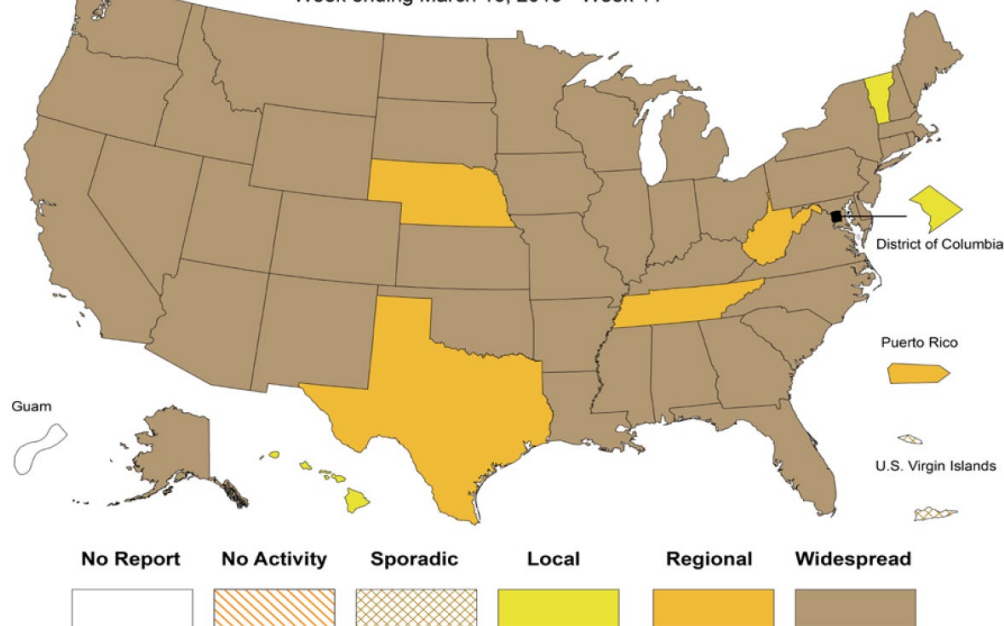 District of Columbia
Puerto Rico
Guam
U.S. Virgin Islands
No Report No Activity Sporadic Local Regional Widespread